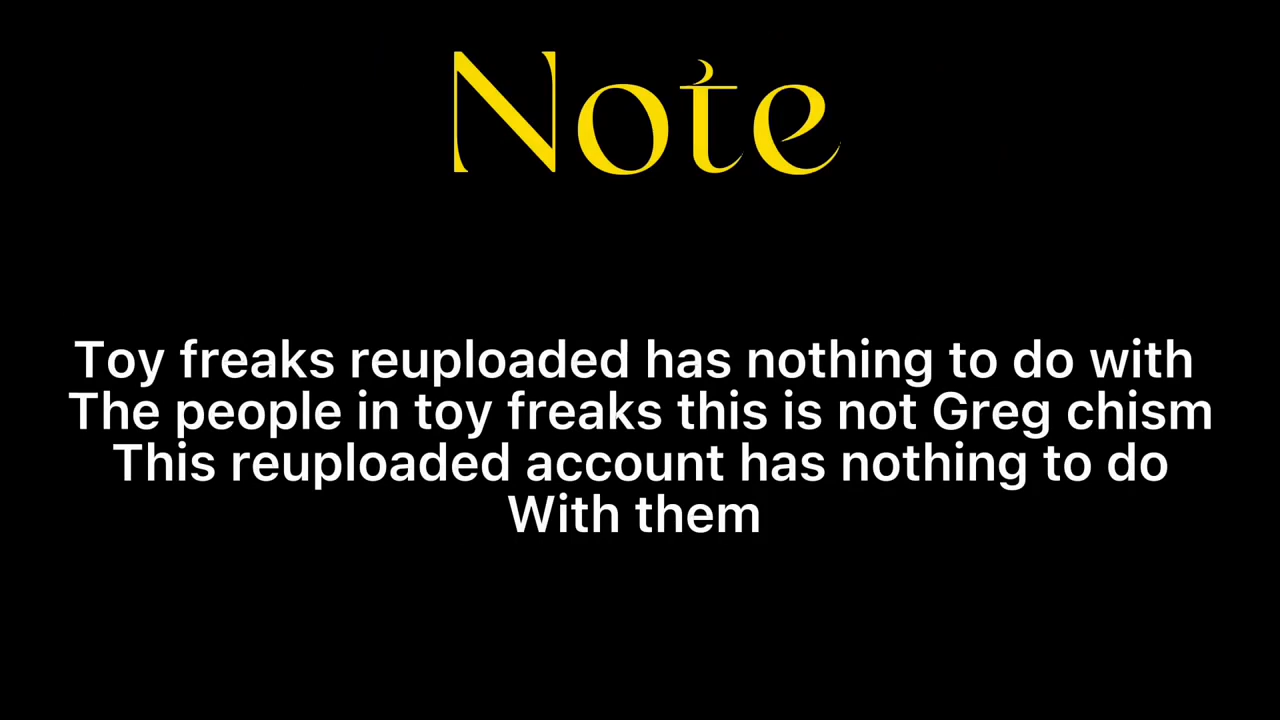 Note
Toy freaks reuploaded has nothing to do with
The people in toy freaks this is not Greg chism
This reuploaded account has nothing to do
With them